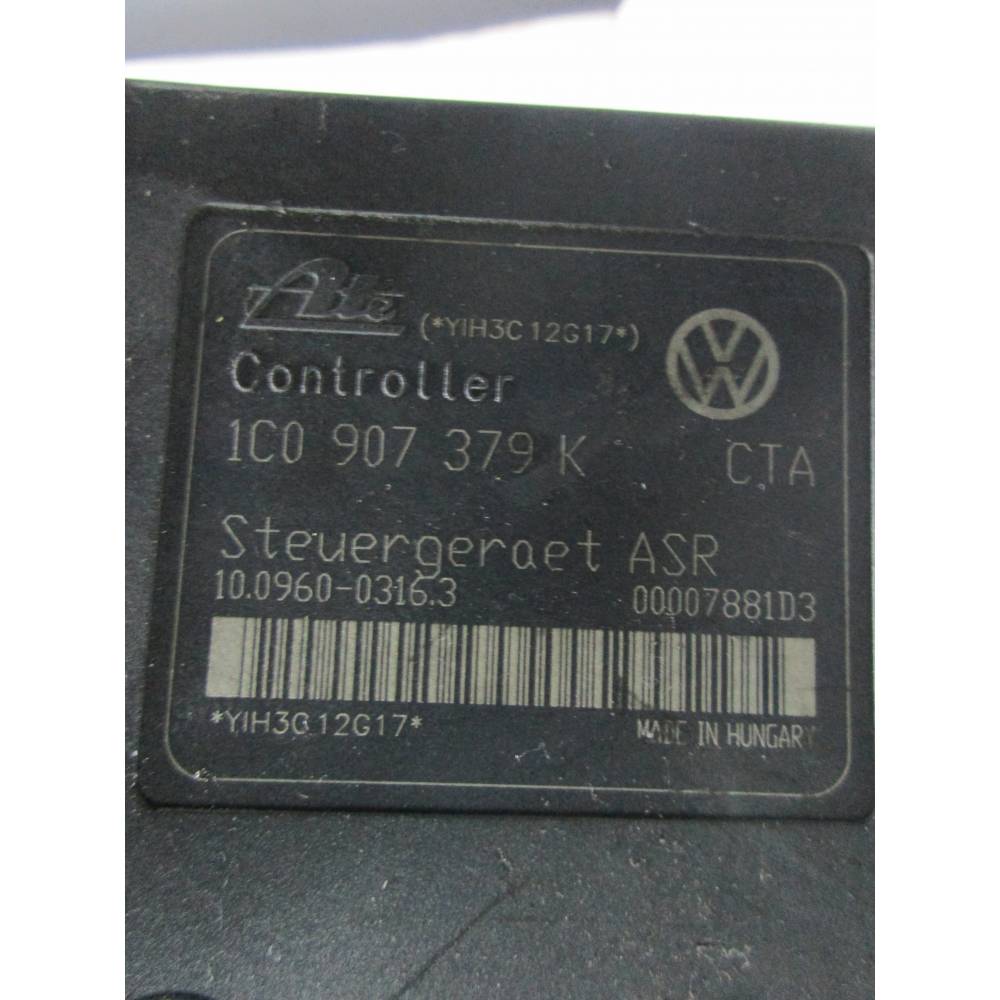 Ate (*YIH3C12G17*)
Controller
1C0 907 379 K CTA
Steuergeraet ASR
10.0960-0316.3 00007881D3
*YIH3C12G17*
MADE IN HUNGARY